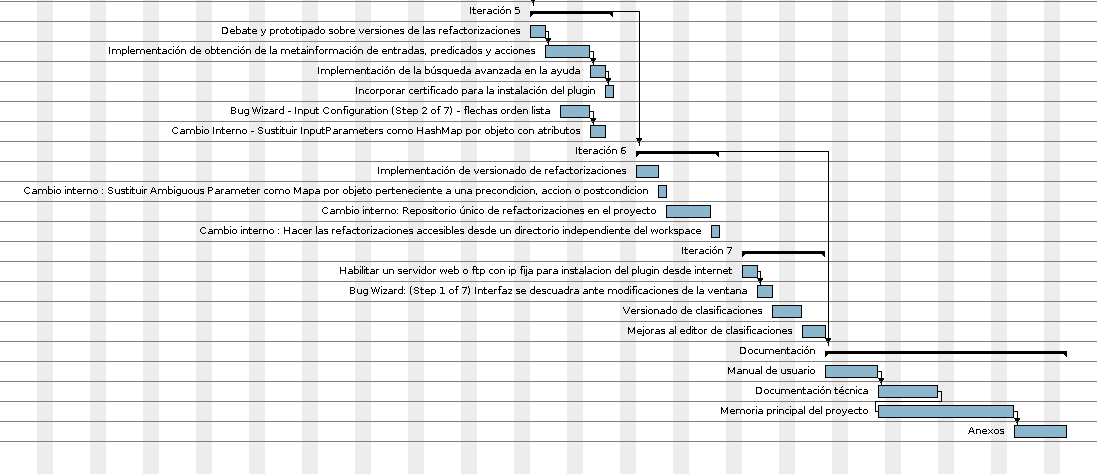 Iteración 5
Debate y prototipado sobre versiones de las refactorizaciones
Implementación de obtención de la metainformación de entradas, predicados y acciones
Implementación de la búsqueda avanzada en la ayuda
Incorporar certificado para la instalación del plugin
Bug Wizard - Input Configuration (Step 2 of 7) - flechas orden lista
Cambio Interno - Sustituir InputParameters como HashMap por objeto con atributos
Iteración 6
Implementación de versionado de refactorizaciones
Cambio interno : Sustituir Ambiguous Parameter como Mapa por objeto perteneciente a una precondicion, accion o postcondicion
Cambio interno: Repositorio único de refactorizaciones en el proyecto
Cambio interno : Hacer las refactorizaciones accesibles desde un directorio independiente del workspace
Iteración 7
Habilitar un servidor web o ftp con ip fija para instalacion del plugin desde internet
Bug Wizard: (Step 1 of 7) Interfaz se descuadra ante modificaciones de la ventana
Versionado de clasificaciones
Mejoras al editor de clasificaciones
Documentación
Manual de usuario
Documentación técnica
Memoria principal del proyecto
Anexos